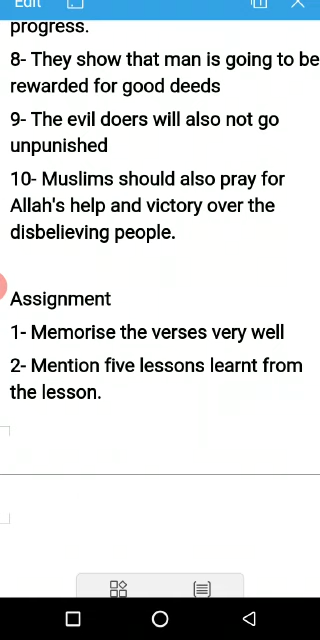 Edit
progress.
8- They show that man is going to be
rewarded for good deeds
9- The evil doers will also not go
unpunished
10- Muslims should also pray for
Allah's help and victory over the
disbelieving people.
Assignment
1- Memorise the verses very well
2- Mention five lessons learnt from
the lesson.